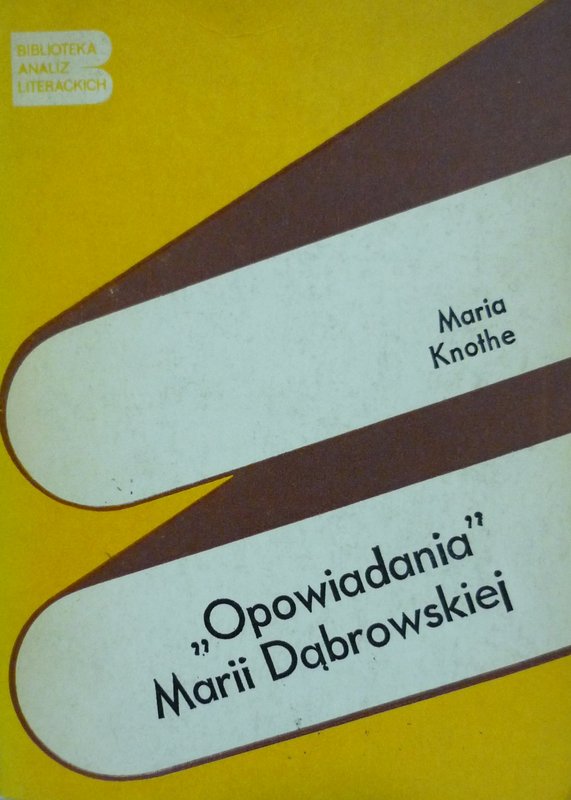 BIBLIOTEKA
ANALIZ
LITERACKICH
Maria
Knothe
„Opowiadania”
Marii Dąbrowskiej